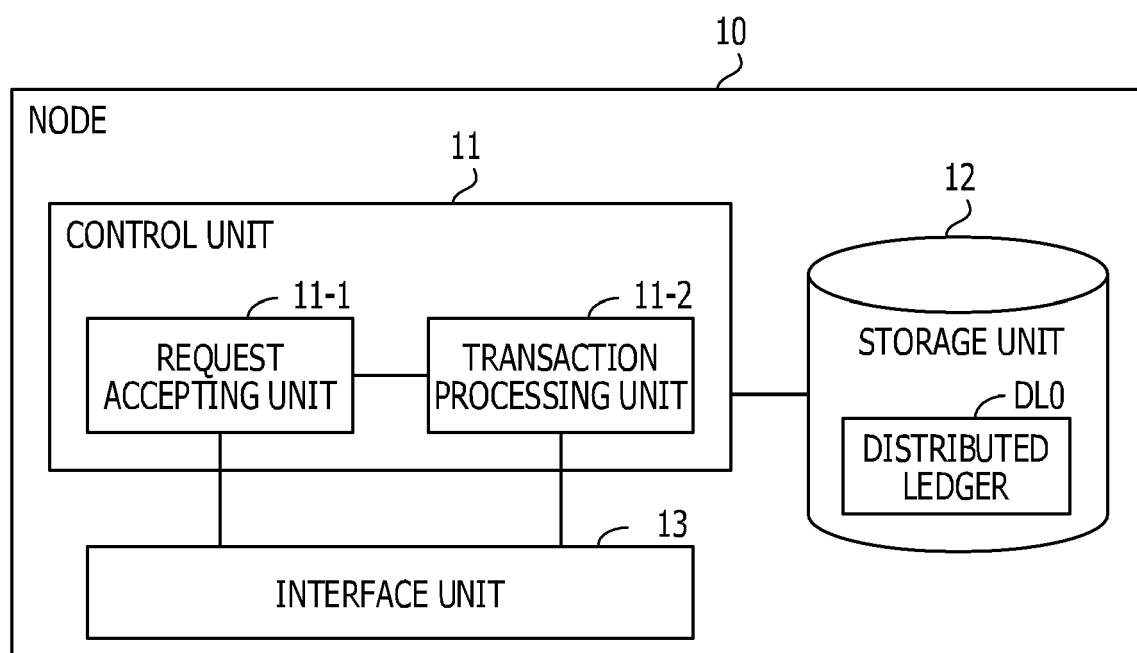 10
NODE
11
12
CONTROL UNIT
11-1
11-2
REQUEST
ACCEPTING UNIT
TRANSACTION
PROCESSING UNIT
STORAGE UNIT
DL0
DISTRIBUTED
LEDGER
13
INTERFACE UNIT